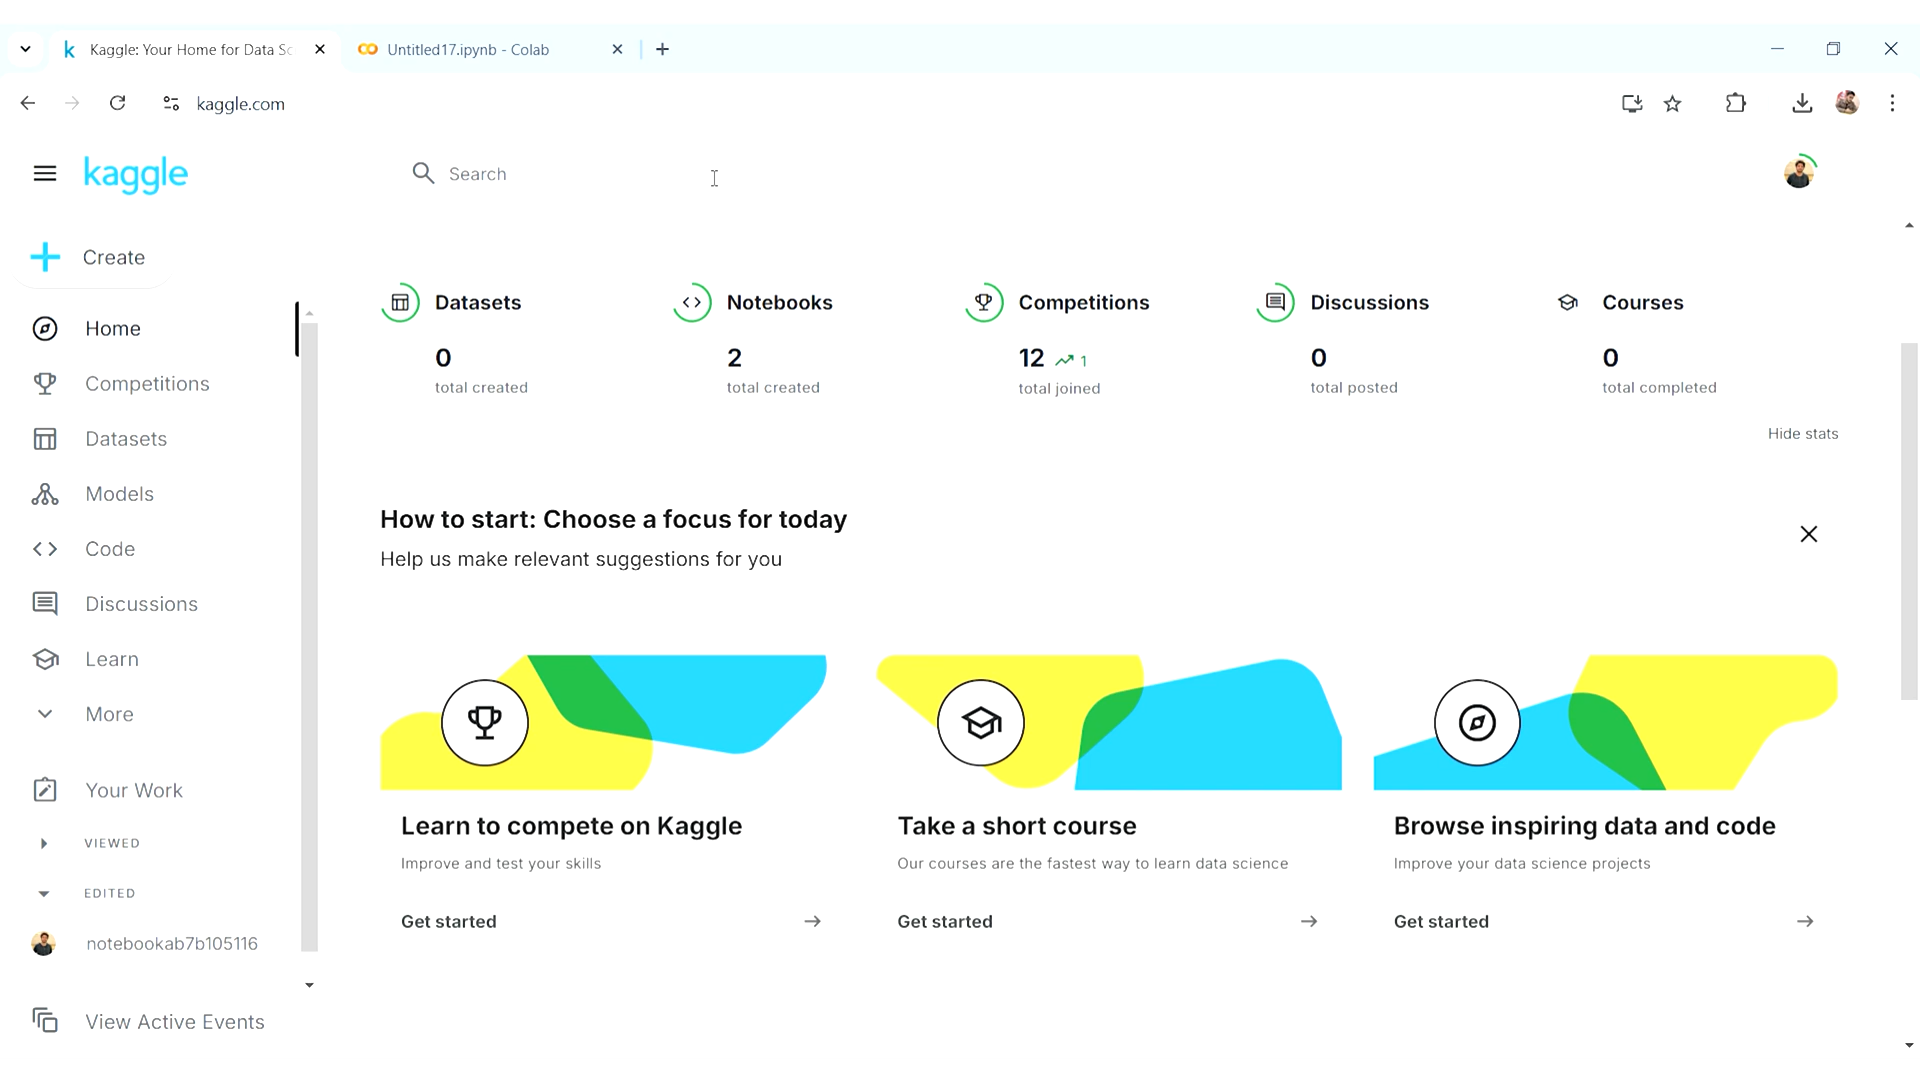 Kaggle: Your Home for Data Sc
Untitled17.ipynb - Colab
kaggle.com
kaggle
Search
Create
Home
Competitions
Datasets
Models
Code
Discussions
Learn
More
Your Work
VIEWED
EDITED
notebookab7b105116
View Active Events
Datasets
0
total created
Notebooks
2
total created
Competitions
12 1
total joined
Discussions
0
total posted
Courses
0
total completed
Hide stats
How to start: Choose a focus for today
Help us make relevant suggestions for you
Learn to compete on Kaggle
Improve and test your skills
Get started
Take a short course
Our courses are the fastest way to learn data science
Get started
Browse inspiring data and code
Improve your data science projects
Get started